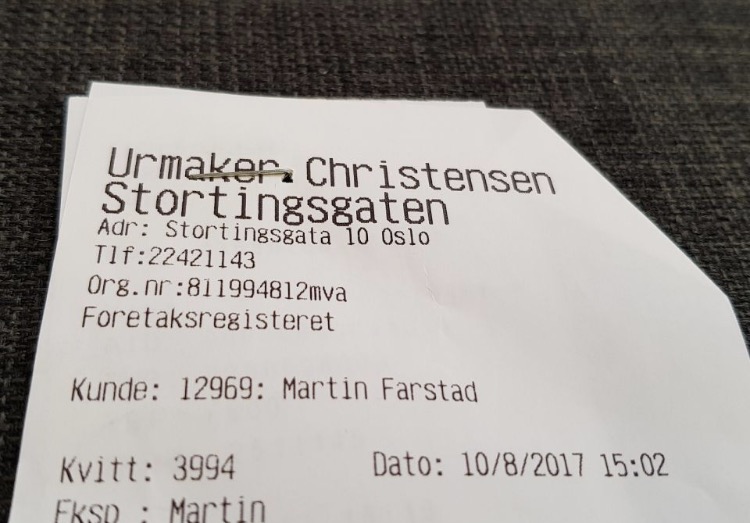 Urmaker. Christensen
Stortingsgaten
Adr: Stortingsgata 10 Oslo
Tlf:22421143
Org.nr:811994812mva
Foretaksregisteret
Kunde: 12969: Martin Farstad
Kvitt: 3994 Dato: 10/8/2017 15:02
Eksp : Martin